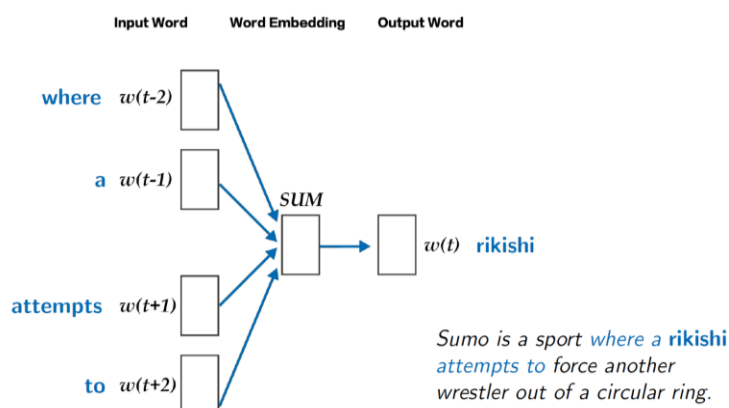 Input Word Word Embedding Output Word
where w(t-2)
a w(t-1)
SUM
w(t) rikishi
attempts w(t+1)
to w(t+2)
Sumo is a sport where a rikishi
attempts to force another
wrestler out of a circular ring.